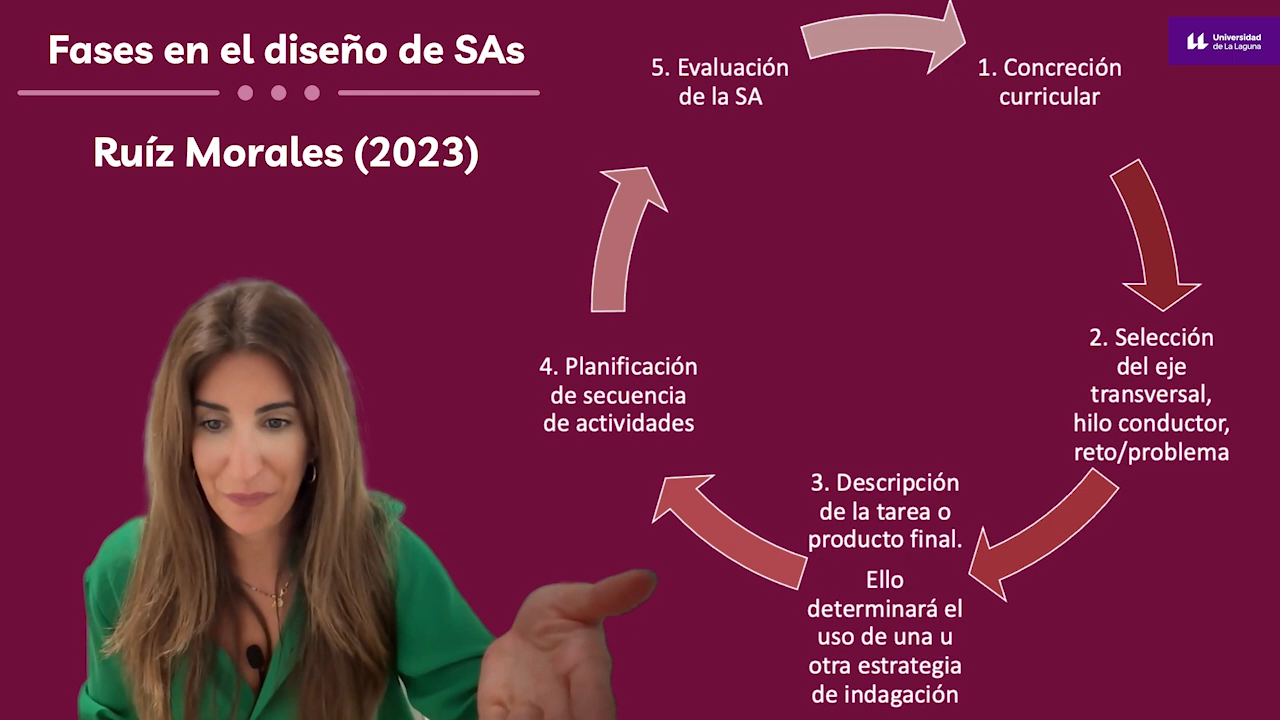 Fases en el diseño de SAs
Ruíz Morales (2023)
Universidad
de La Laguna
1. Concreción
curricular
2. Selección
del eje
transversal,
hilo conductor,
reto/problema
3. Descripción
de la tarea o
producto final.
Ello
determinará el
uso de una u
otra estrategia
de indagación
4. Planificación
de secuencia
de actividades
5. Evaluación
de la SA